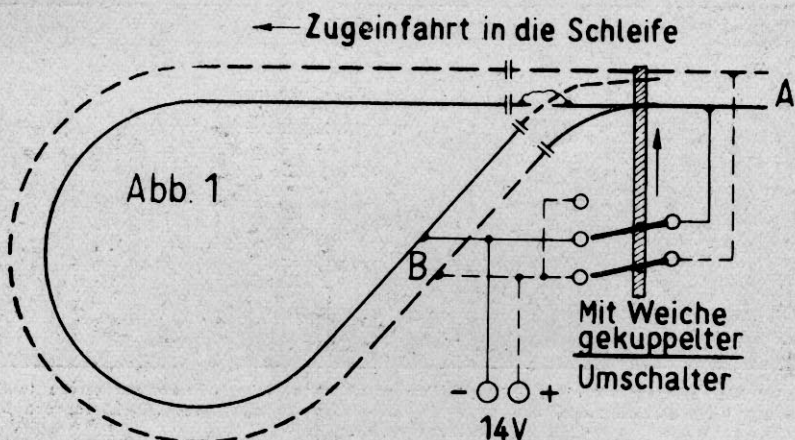 ← Zugeinfahrt in die Schleife
A
Abb. 1
B
Mit Weiche
gekuppelter
Umschalter
- +
14V